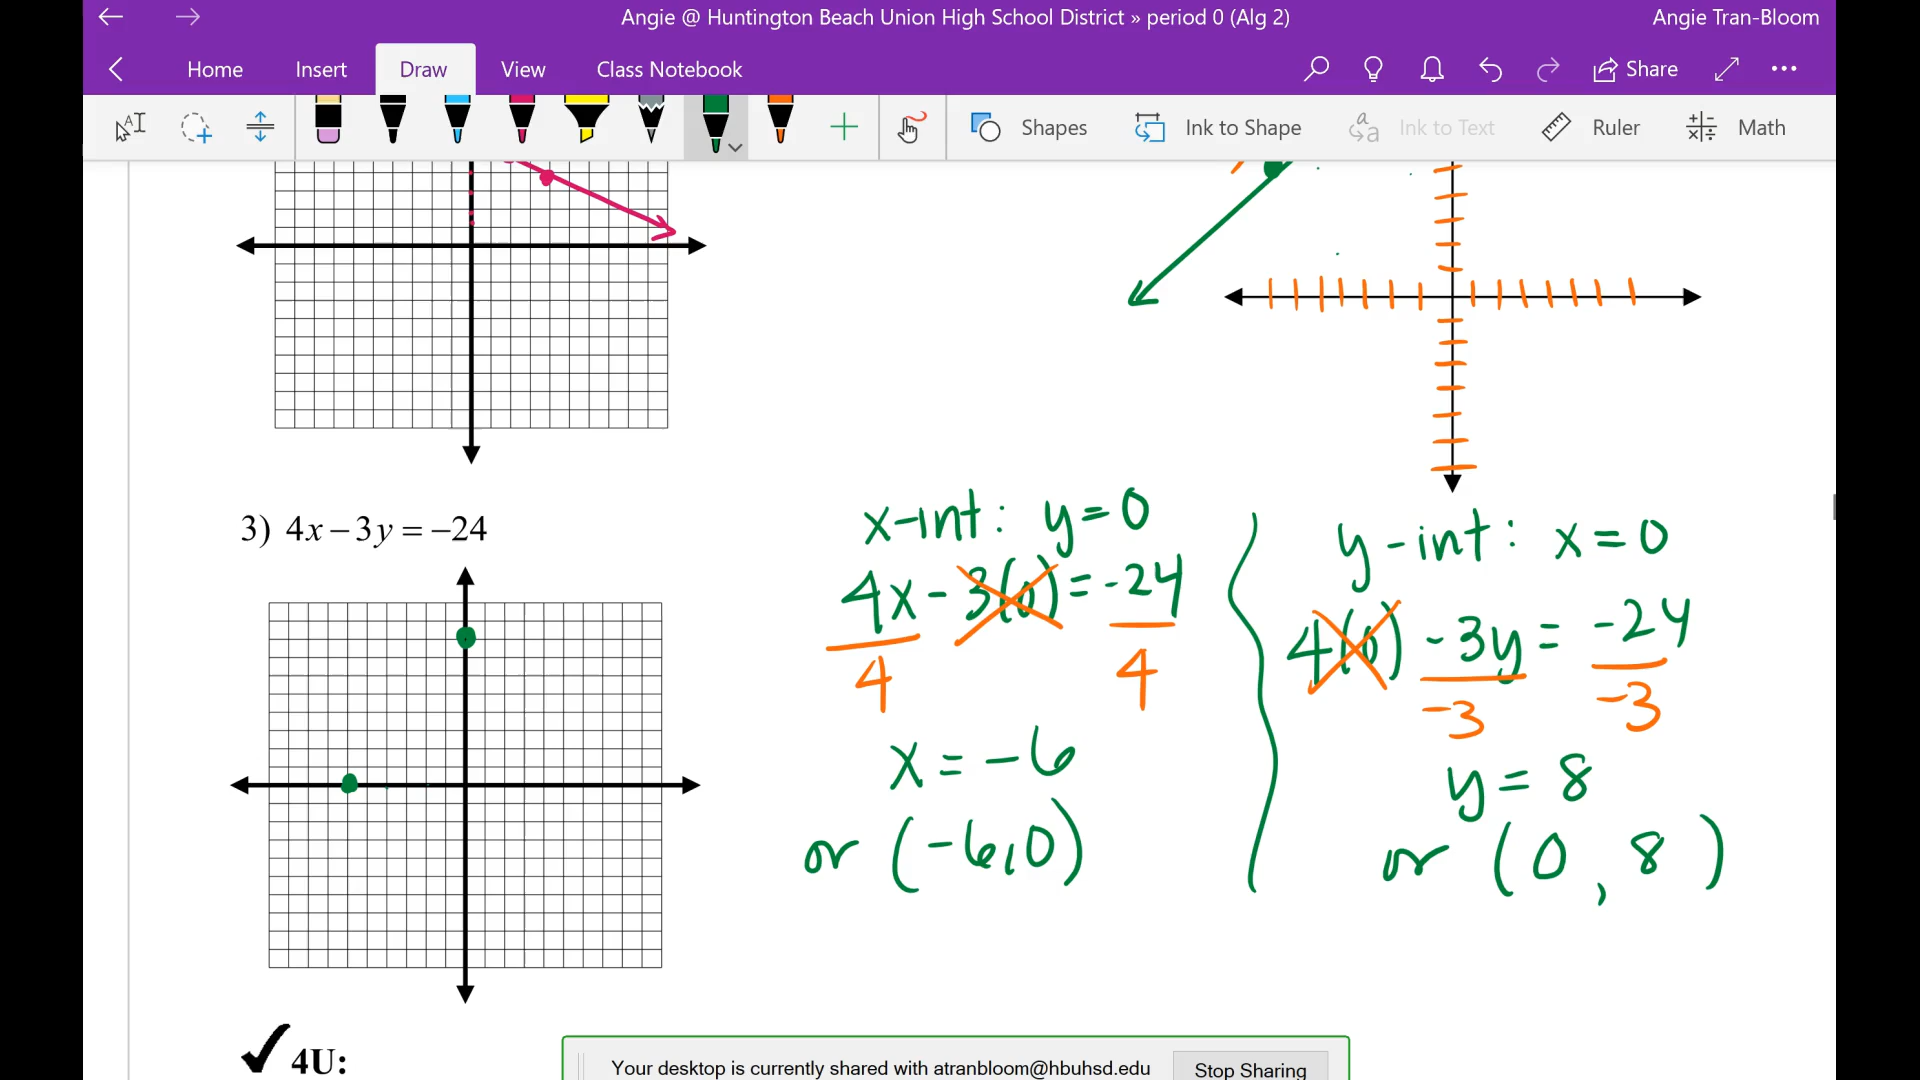 Angie @ Huntington Beach Union High School District » period 0 (Alg 2)
Angie Tran-Bloom
Home Insert Draw View Class Notebook
Share
Shapes Ink to Shape Ink to Text Ruler Math
3) 4x – 3y = –24
x-int: y=0
4x - 3(0) = -24
4 4
x = -6
or (-6,0)
y-int: x=0
4(0) - 3y = -24
-3 -3
y = 8
or (0, 8)
4U:
Your desktop is currently shared with atranbloom@hbuhsd.edu
Stop Sharing